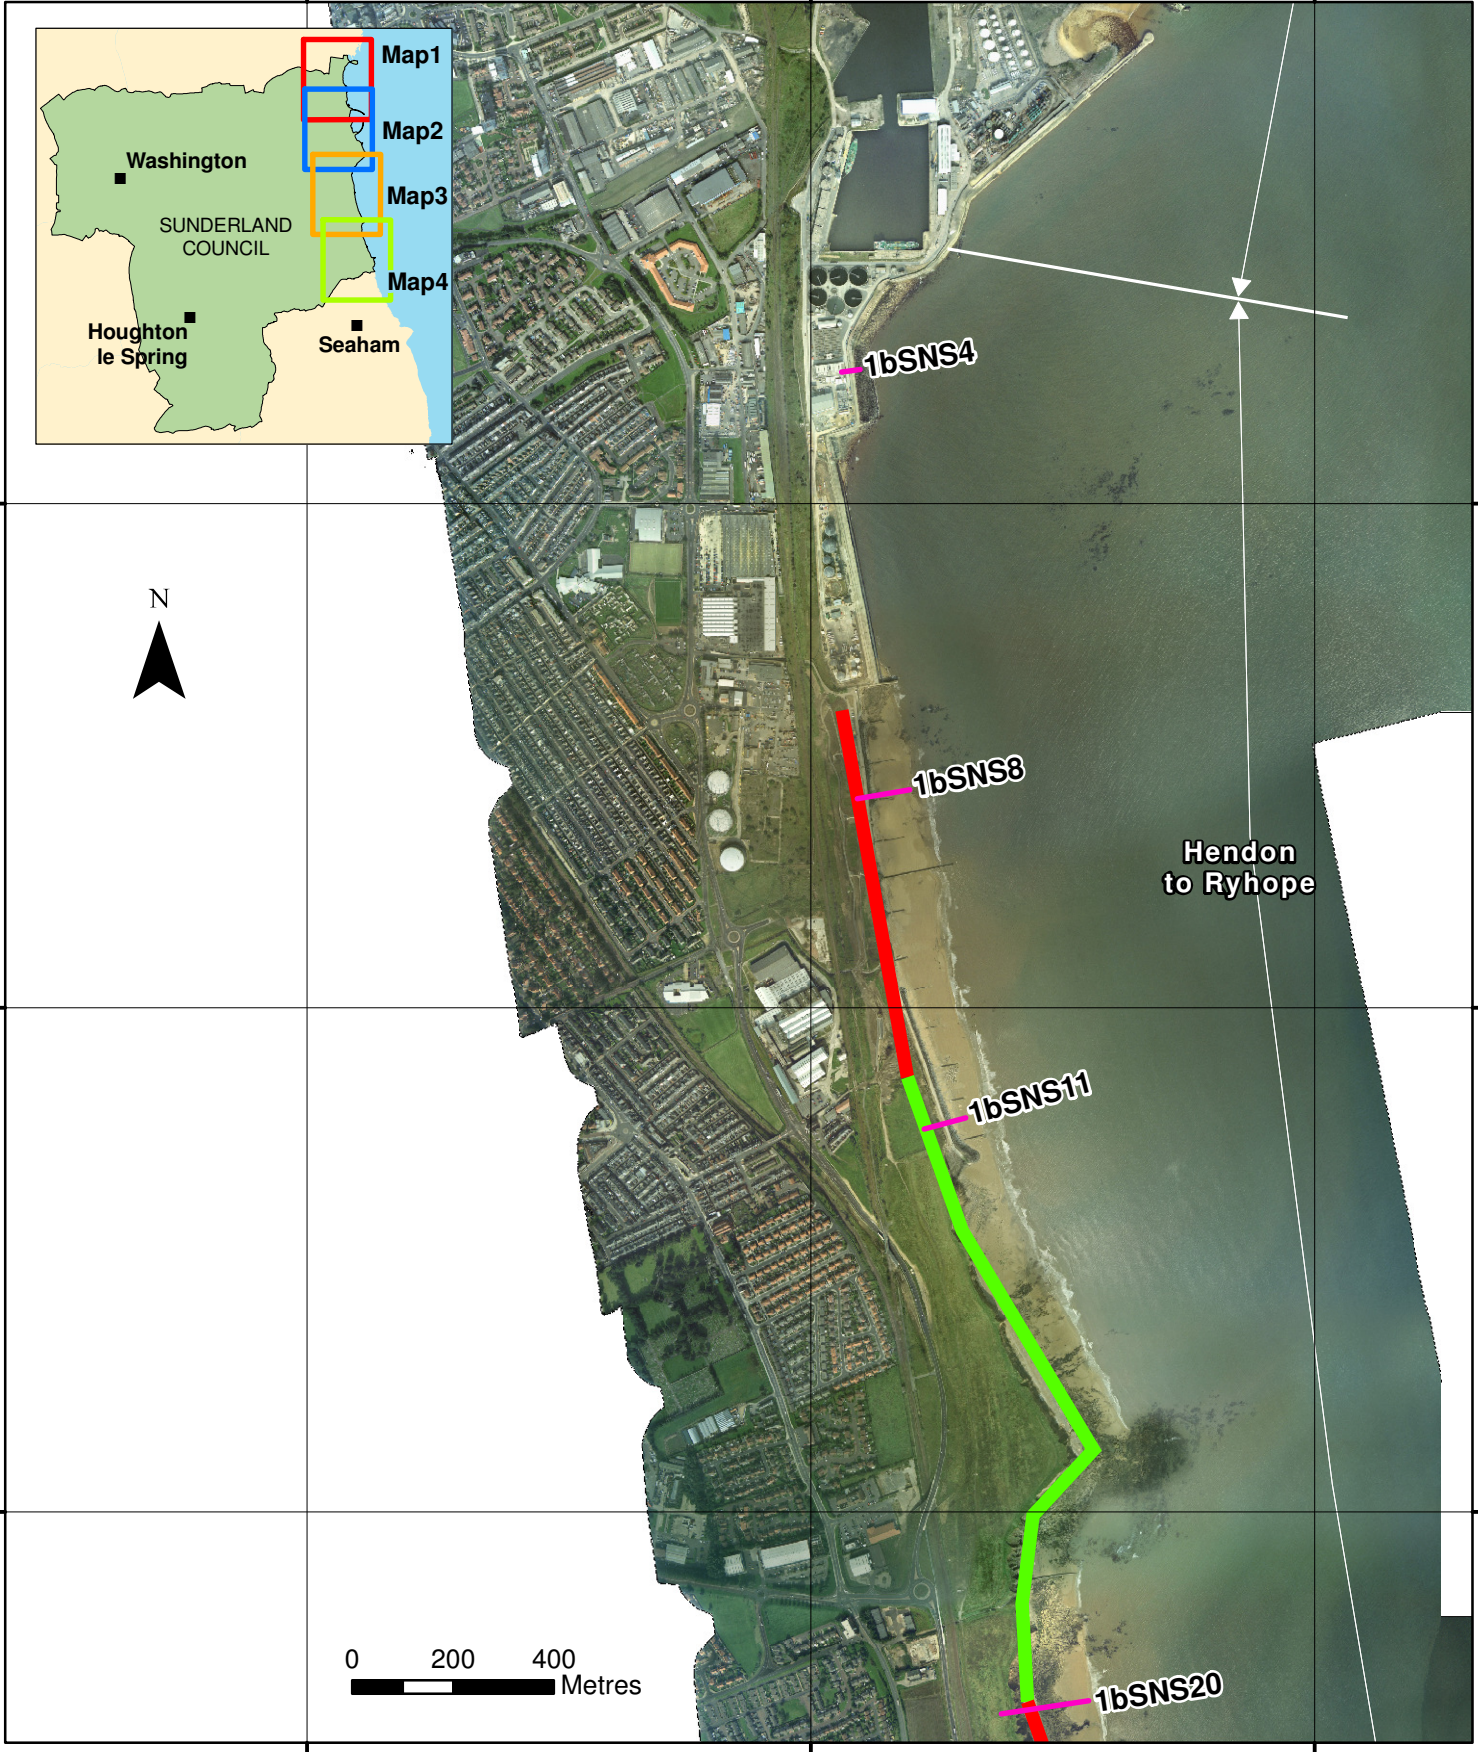 Map1
Map2
Washington
Map3
SUNDERLAND
COUNCIL
Map4
Houghton
le Spring
Seaham
1bSNS4
N
1bSNS8
Hendon
to Ryhope
1bSNS11
0 200 400
Metres
1bSNS20